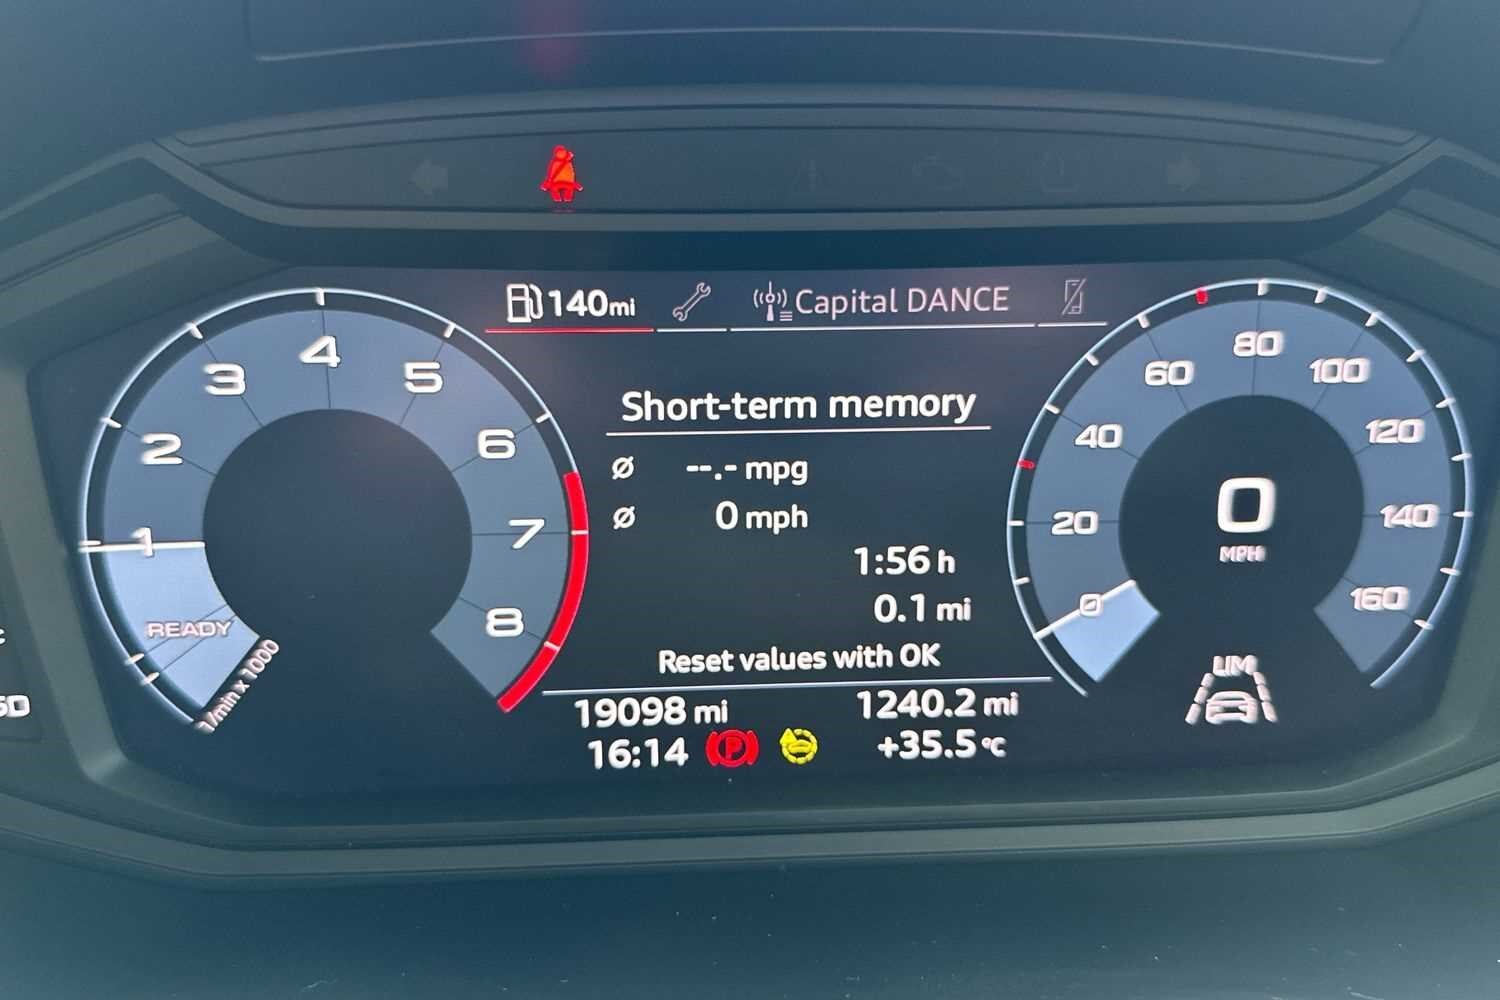 140mi
Capital DANCE
Short-term memory
Ø --.- mpg
Ø 0 mph
1:56 h
0.1 mi
Reset values with OK
19098 mi
1240.2 mi
16:14
P
+35.5°C
1
2
3
4
5
6
7
8
READY
1/min x 1000
0
20
40
60
80
100
120
140
160
0
MPH
LIM